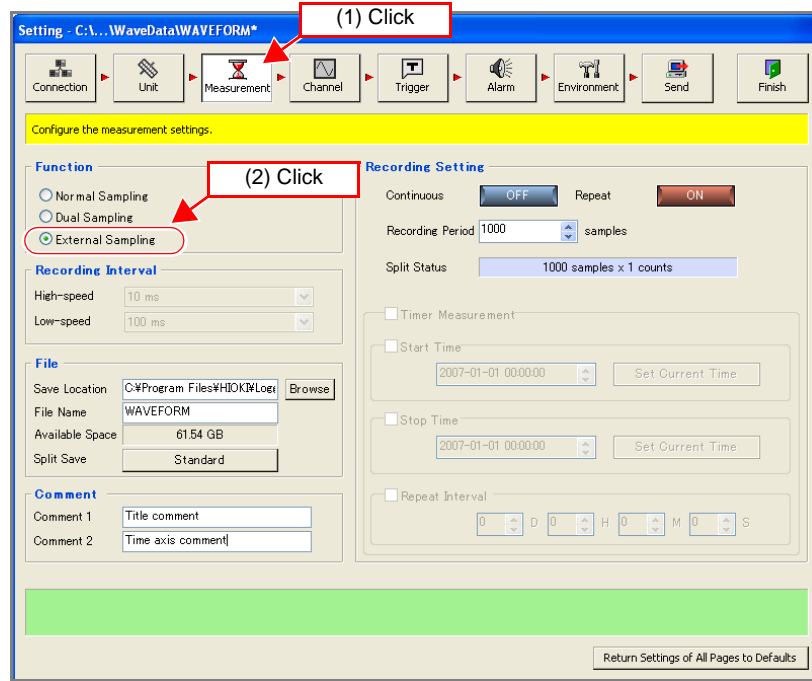 (1) Click
Setting - C:\...\WaveData\WAVEFORM*
Connection
Unit
Measurement
Channel
Trigger
Alarm
Environment
Send
Finish
Configure the measurement settings.
Function
(2) Click
Normal Sampling
Dual Sampling
External Sampling
Recording Interval
High-speed 10 ms
Low-speed 100 ms
File
Save Location C:¥Program Files¥HIOKI¥Log Browse
File Name WAVEFORM
Available Space 61.54 GB
Split Save Standard
Comment
Comment 1 Title comment
Comment 2 Time axis comment
Recording Setting
Continuous OFF Repeat ON
Recording Period 1000 samples
Split Status 1000 samples x 1 counts
Timer Measurement
Start Time
2007-01-01 00:00:00 Set Current Time
Stop Time
2007-01-01 00:00:00 Set Current Time
Repeat Interval
0 D 0 H 0 M 0 S
Return Settings of All Pages to Defaults